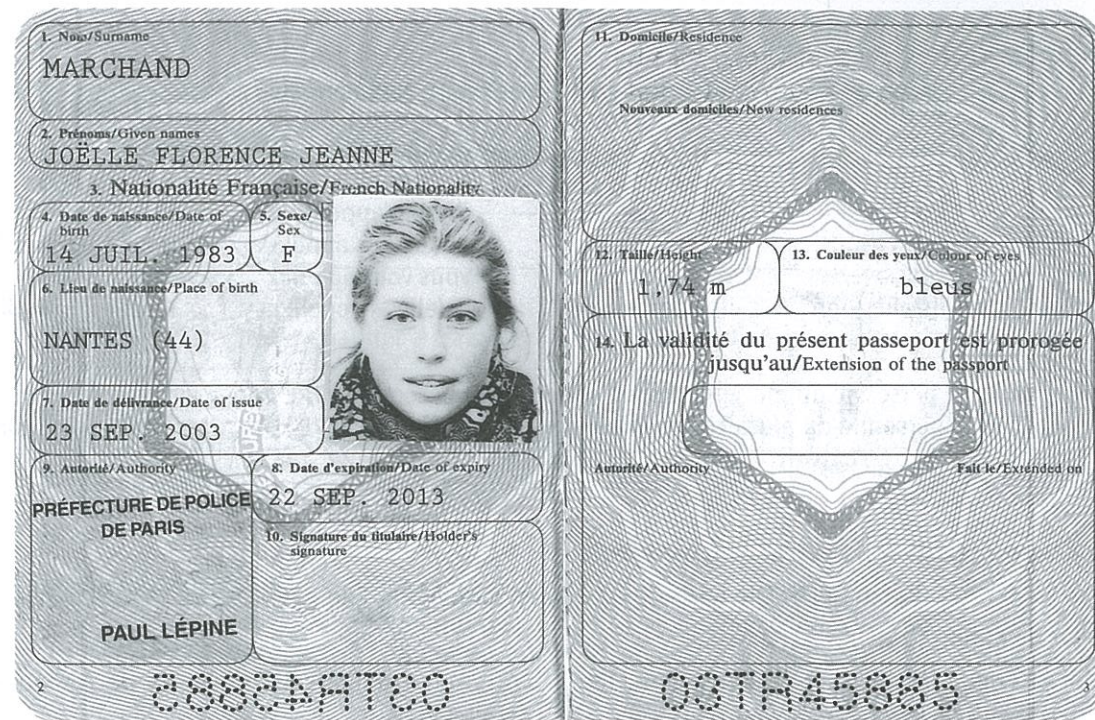 1. Nom/Surname
MARCHAND
2. Prénoms/Given names
JOËLLE FLORENCE JEANNE
3. Nationalité Française/French Nationality
4. Date de naissance/Date of
birth
14 JUIL. 1983
5. Sexe/
Sex
F
6. Lieu de naissance/Place of birth
NANTES (44)
7. Date de délivrance/Date of issue
23 SEP. 2003
8. Date d'expiration/Date of expiry
22 SEP. 2013
9. Autorité/Authority
PRÉFECTURE DE POLICE
DE PARIS
PAUL LÉPINE
10. Signature du titulaire/Holder's
signature
2
03TR45885
11. Domicile/Residence
Nouveaux domiciles/New residences
12. Taille/Height
1,74 m
13. Couleur des yeux/Colour of eyes
bleus
14. La validité du présent passeport est prorogée
jusqu'au/Extension of the passport
Autorité/Authority
Fait le/Extended on
03TR45885
3